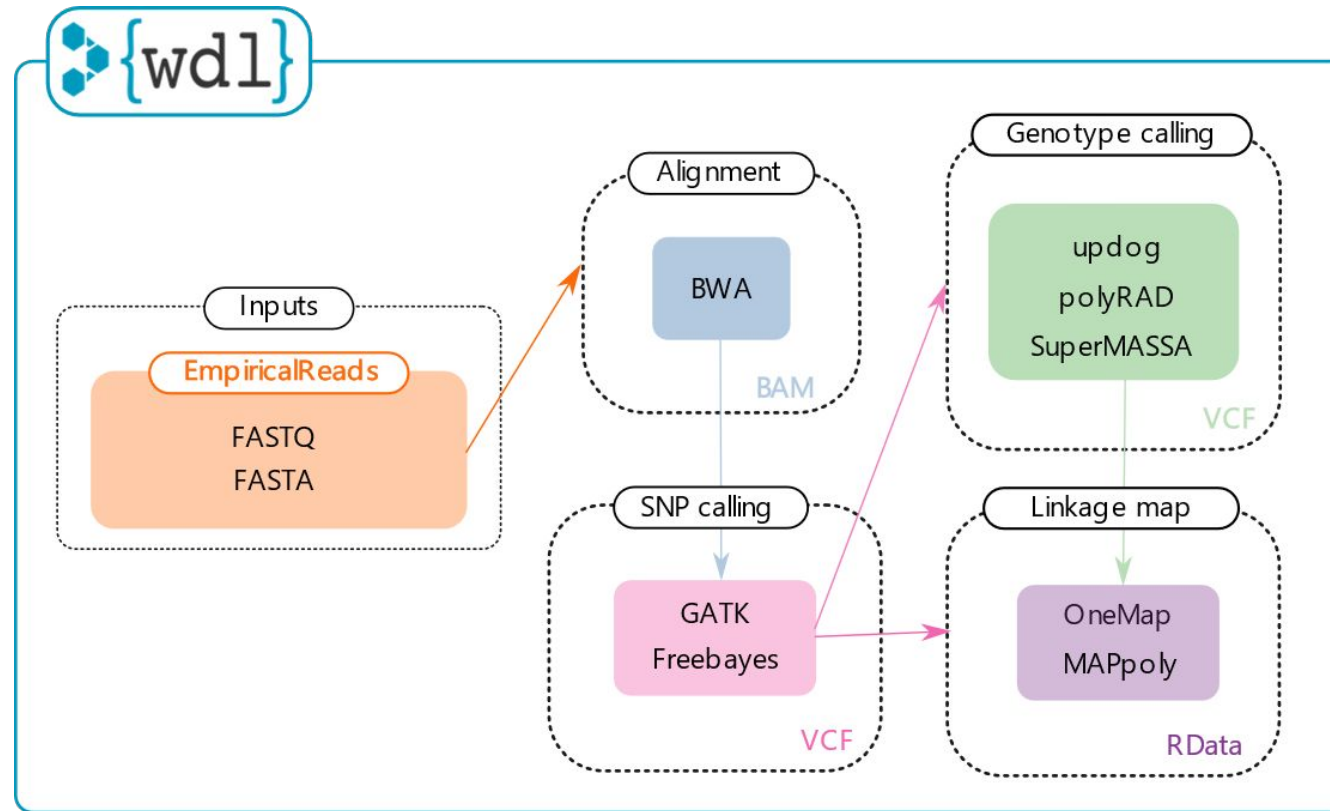 {wdl}
Inputs
EmpiricalReads
FASTQ
FASTA
Alignment
BWA
BAM
SNP calling
GATK
Freebayes
VCF
Genotype calling
updog
polyRAD
SuperMASSA
VCF
Linkage map
OneMap
MAPpoly
RData